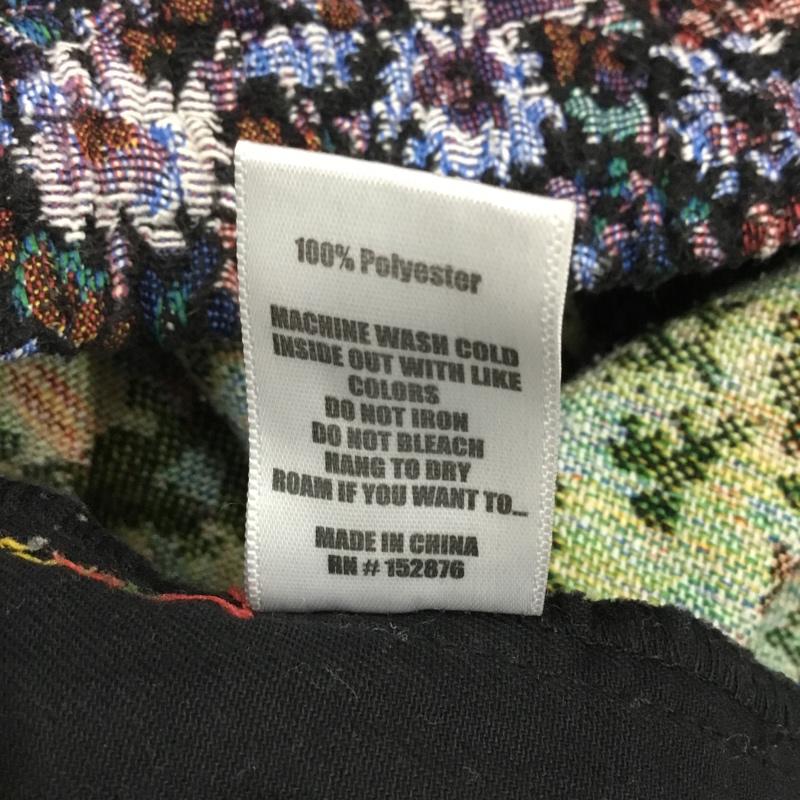 100% Polyester
MACHINE WASH COLD
INSIDE OUT WITH LIKE
COLORS
DO NOT IRON
DO NOT BLEACH
HANG TO DRY
ROAM IF YOU WANT TO...
MADE IN CHINA
RN # 152876